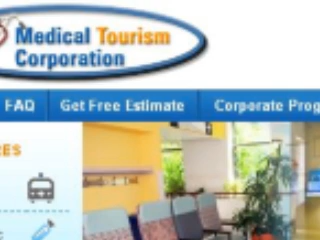 Medical Tourism
Corporation
FAQ
Get Free Estimate
Corporate Prog
RES